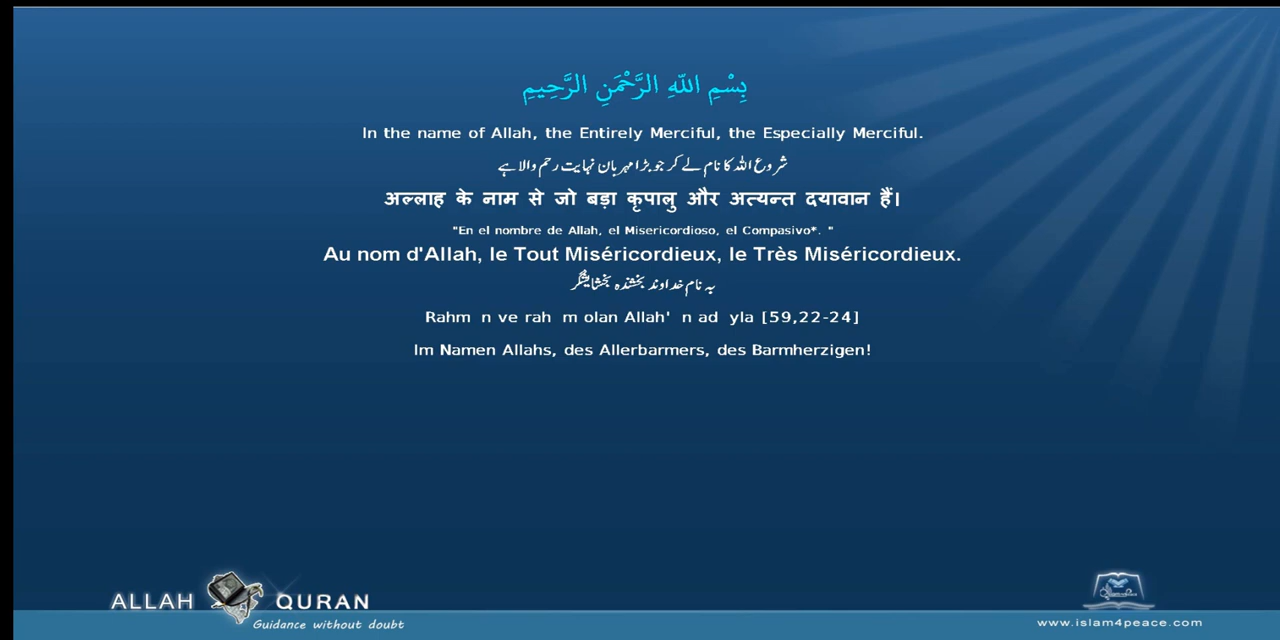 بِسْمِ اللَّهِ الرَّحْمَنِ الرَّحِيمِ
In the name of Allah, the Entirely Merciful, the Especially Merciful.
شروع اللہ کا نام لے کر جو بڑا مہربان نہایت رحم والا ہے
अल्लाह के नाम से जो बड़ा कृपालु और अत्यन्त दयावान हैं।
"En el nombre de Allah, el Misericordioso, el Compasivo*. "
Au nom d'Allah, le Tout Miséricordieux, le Très Miséricordieux.
به نام خداوند بخشنده بخشایشگر
Rahm n ve rah m olan Allah' n ad yla [59,22-24]
Im Namen Allahs, des Allerbarmers, des Barmherzigen!
ALLAH QURAN
Guidance without doubt
www.islam4peace.com